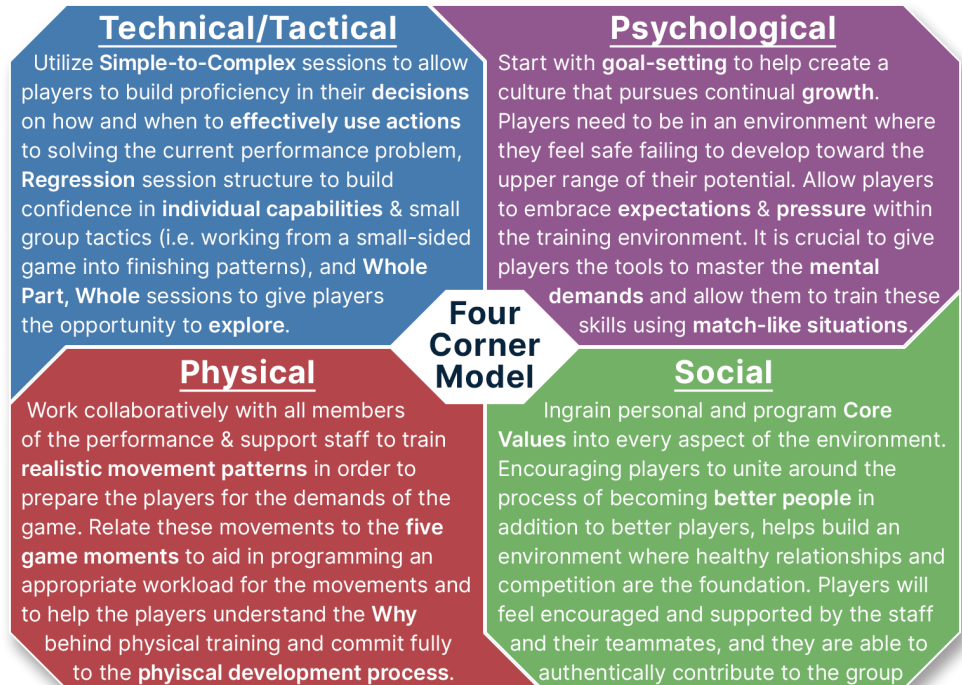 Technical/Tactical
Utilize Simple-to-Complex sessions to allow
players to build proficiency in their decisions
on how and when to effectively use actions
to solving the current performance problem,
Regression session structure to build
confidence in individual capabilities & small
group tactics (i.e. working from a small-sided
game into finishing patterns), and Whole
Part, Whole sessions to give players
the opportunity to explore.
Psychological
Start with goal-setting to help create a
culture that pursues continual growth.
Players need to be in an environment where
they feel safe failing to develop toward the
upper range of their potential. Allow players
to embrace expectations & pressure within
the training environment. It is crucial to give
players the tools to master the mental
demands and allow them to train these
skills using match-like situations.
Four
Corner
Model
Physical
Work collaboratively with all members
of the performance & support staff to train
realistic movement patterns in order to
prepare the players for the demands of the
game. Relate these movements to the five
game moments to aid in programming an
appropriate workload for the movements and
to help the players understand the Why
behind physical training and commit fully
to the phyiscal development process.
Social
Ingrain personal and program Core
Values into every aspect of the environment.
Encouraging players to unite around the
process of becoming better people in
addition to better players, helps build an
environment where healthy relationships and
competition are the foundation. Players will
feel encouraged and supported by the staff
and their teammates, and they are able to
authentically contribute to the group